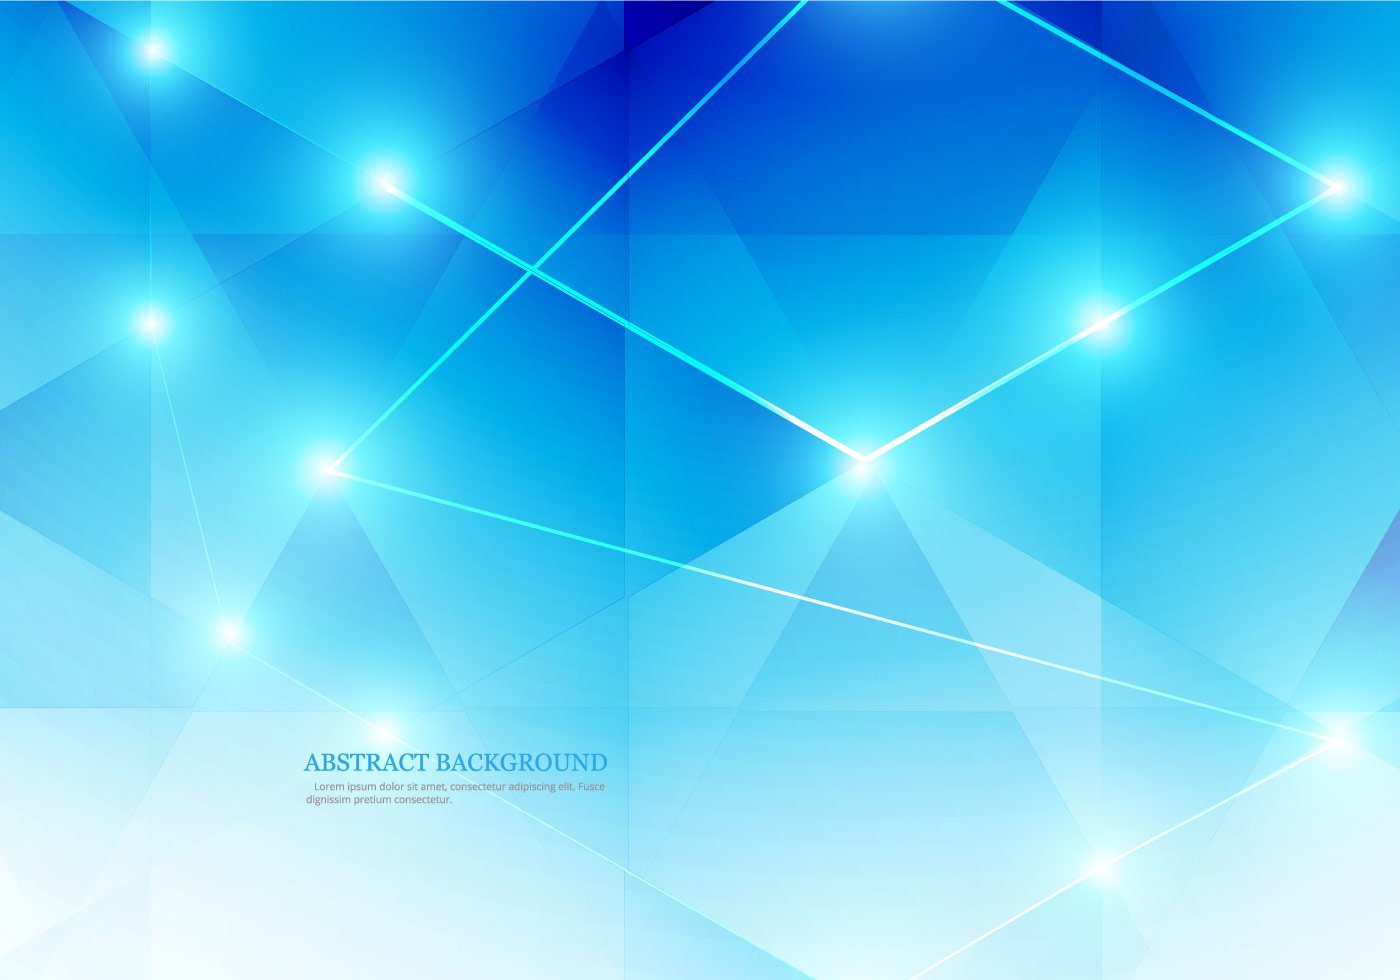 ABSTRACT BACKGROUND
Lorem ipsum dolor sit amet, consectetur adipiscing elit. Fusce
dignissim pretium consectetur.